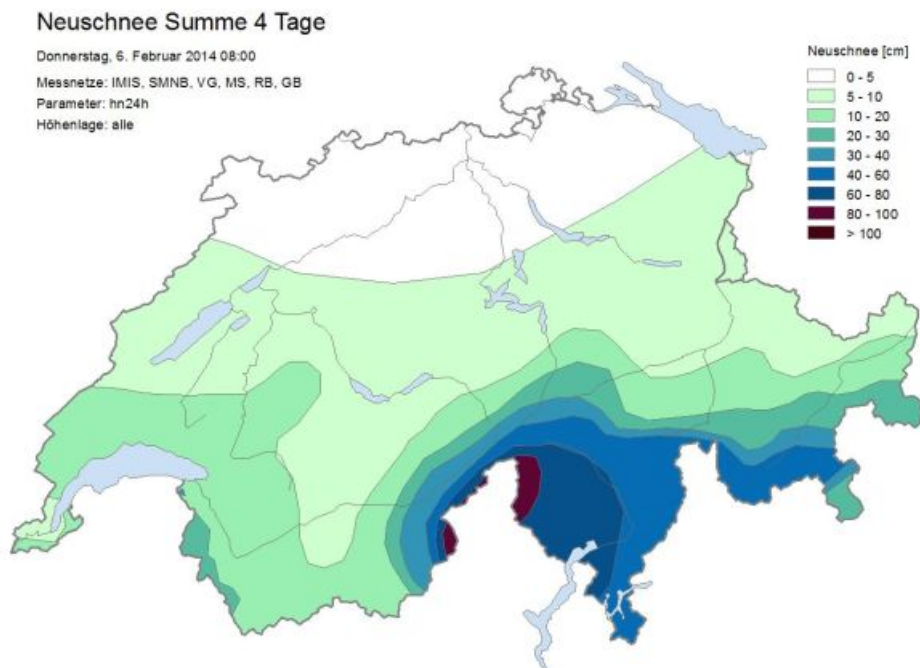 Neuschnee Summe 4 Tage
Donnerstag, 6. Februar 2014 08:00
Messnetze: IMIS, SMNB, VG, MS, RB, GB
Parameter: hn24h
Höhenlage: alle
Neuschnee [cm]
0 - 5
5 - 10
10 - 20
20 - 30
30 - 40
40 - 60
60 - 80
80 - 100
> 100